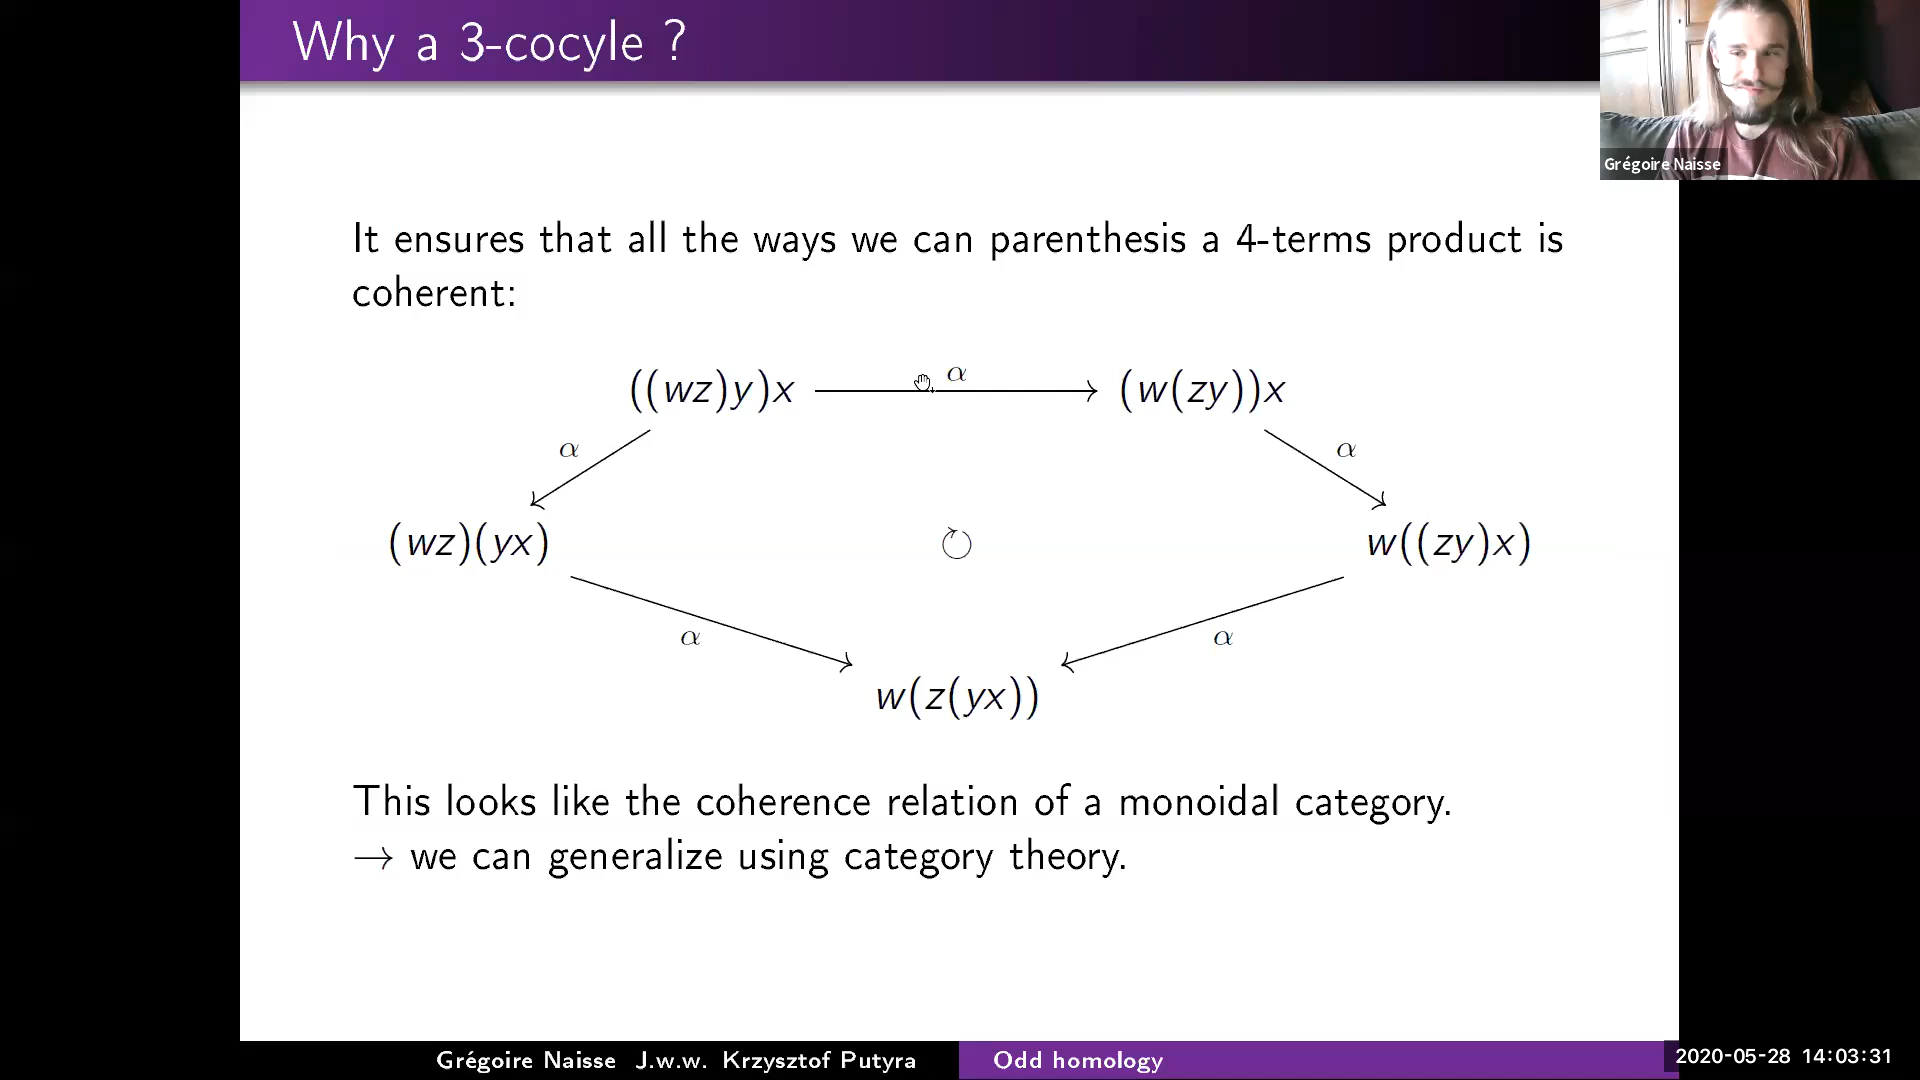 Why a 3-cocyle ?
Grégoire Naisse
It ensures that all the ways we can parenthesis a 4-terms product is
coherent:
α
((wz)y)x (w(zy))x
α α
(wz)(yx) w((zy)x)
α α
w(z(yx))
This looks like the coherence relation of a monoidal category.
→ we can generalize using category theory.
Grégoire Naisse J.w.w. Krzysztof Putyra Odd homology
2020-05-28 14:03:31